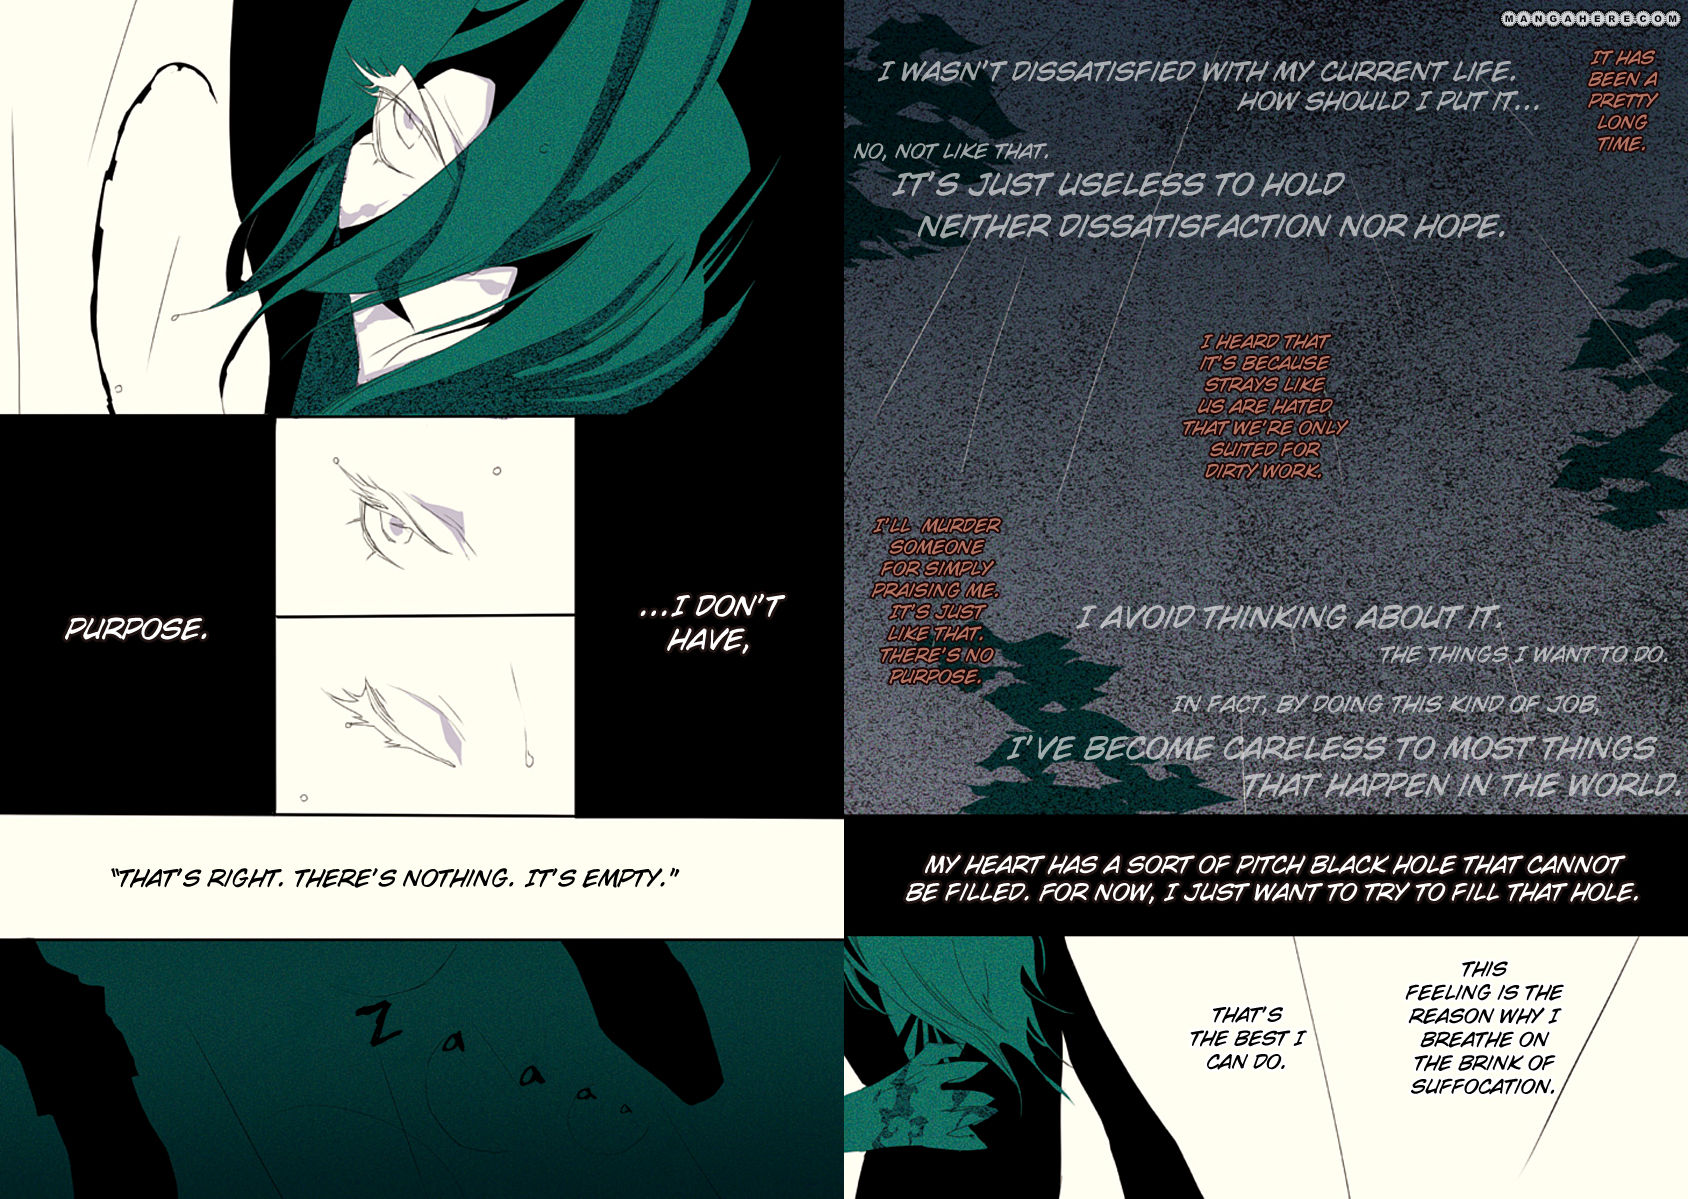 MANGAHERE.COM
IT HAS
BEEN A
PRETTY
LONG
TIME.
I WASN'T DISSATISFIED WITH MY CURRENT LIFE.
HOW SHOULD I PUT IT...
NO, NOT LIKE THAT.
IT'S JUST USELESS TO HOLD
NEITHER DISSATISFACTION NOR HOPE.
I HEARD THAT
IT'S BECAUSE
STRAYS LIKE
US ARE HATED
THAT WE'RE ONLY
SUITED FOR
DIRTY WORK.
I'LL MURDER
SOMEONE
FOR SIMPLY
PRAISING ME.
IT'S JUST
LIKE THAT.
THERE'S NO
PURPOSE.
I AVOID THINKING ABOUT IT.
THE THINGS I WANT TO DO.
IN FACT, BY DOING THIS KIND OF JOB,
I'VE BECOME CARELESS TO MOST THINGS
THAT HAPPEN IN THE WORLD.
MY HEART HAS A SORT OF PITCH BLACK HOLE THAT CANNOT
BE FILLED. FOR NOW, I JUST WANT TO TRY TO FILL THAT HOLE.
THIS
FEELING IS THE
REASON WHY I
BREATHE ON
THE BRINK OF
SUFFOCATION.
THAT'S
THE BEST I
CAN DO.
...I DON'T
HAVE,
PURPOSE.
"THAT'S RIGHT. THERE'S NOTHING. IT'S EMPTY."
Zaaaa